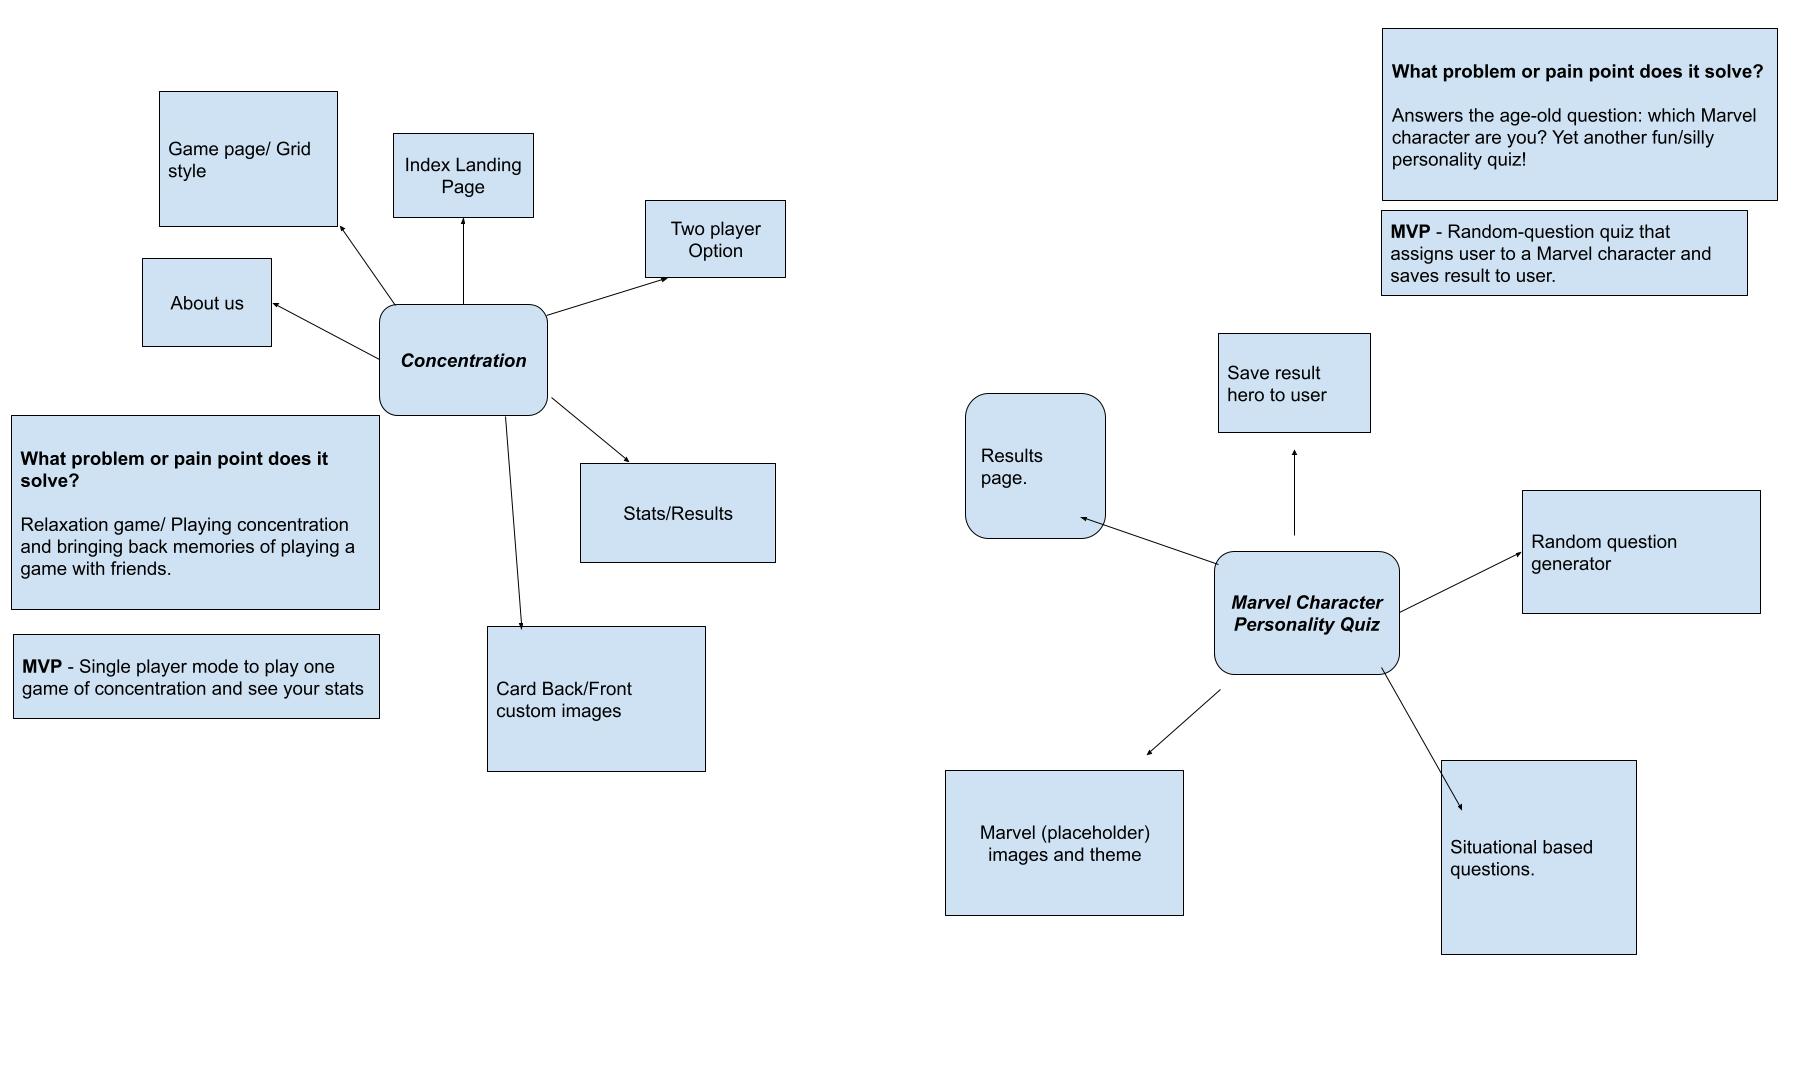 Game page/ Grid
style
Index Landing
Page
Two player
Option
About us
Concentration
What problem or pain point does it
solve?
Relaxation game/ Playing concentration
and bringing back memories of playing a
game with friends.
Stats/Results
MVP - Single player mode to play one
game of concentration and see your stats
Card Back/Front
custom images
What problem or pain point does it solve?
Answers the age-old question: which Marvel
character are you? Yet another fun/silly
personality quiz!
MVP - Random-question quiz that
assigns user to a Marvel character and
saves result to user.
Save result
hero to user
Results
page.
Random question
generator
Marvel Character
Personality Quiz
Marvel (placeholder)
images and theme
Situational based
questions.